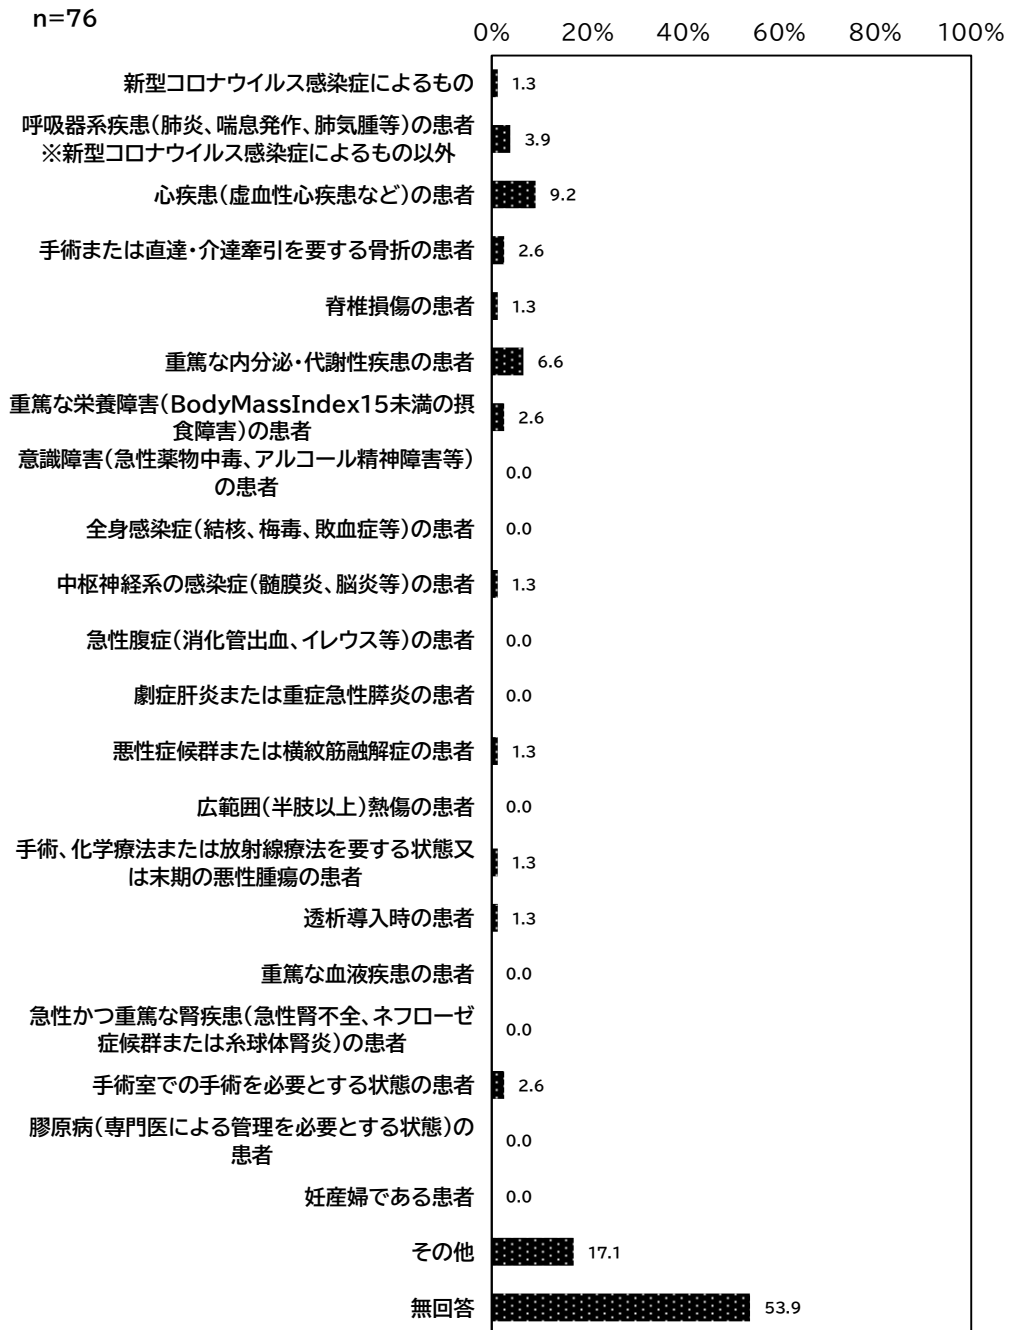 n=76
0% 20% 40% 60% 80% 100%
新型コロナウイルス感染症によるもの 1.3
呼吸器系疾患(肺炎、喘息発作、肺気腫等)の患者
※新型コロナウイルス感染症によるもの以外 3.9
心疾患(虚血性心疾患など)の患者 9.2
手術または直達・介達牽引を要する骨折の患者 2.6
脊椎損傷の患者 1.3
重篤な内分泌・代謝性疾患の患者 6.6
重篤な栄養障害(BodyMassIndex15未満の摂
食障害)の患者 2.6
意識障害(急性薬物中毒、アルコール精神障害等)
の患者 0.0
全身感染症(結核、梅毒、敗血症等)の患者 0.0
中枢神経系の感染症(髄膜炎、脳炎等)の患者 1.3
急性腹症(消化管出血、イレウス等)の患者 0.0
劇症肝炎または重症急性膵炎の患者 0.0
悪性症候群または横紋筋融解症の患者 1.3
広範囲(半肢以上)熱傷の患者 0.0
手術、化学療法または放射線療法を要する状態又
は末期の悪性腫瘍の患者 1.3
透析導入時の患者 1.3
重篤な血液疾患の患者 0.0
急性かつ重篤な腎疾患(急性腎不全、ネフローゼ
症候群または糸球体腎炎)の患者 0.0
手術室での手術を必要とする状態の患者 2.6
膠原病(専門医による管理を必要とする状態)の
患者 0.0
妊産婦である患者 0.0
その他 17.1
無回答 53.9